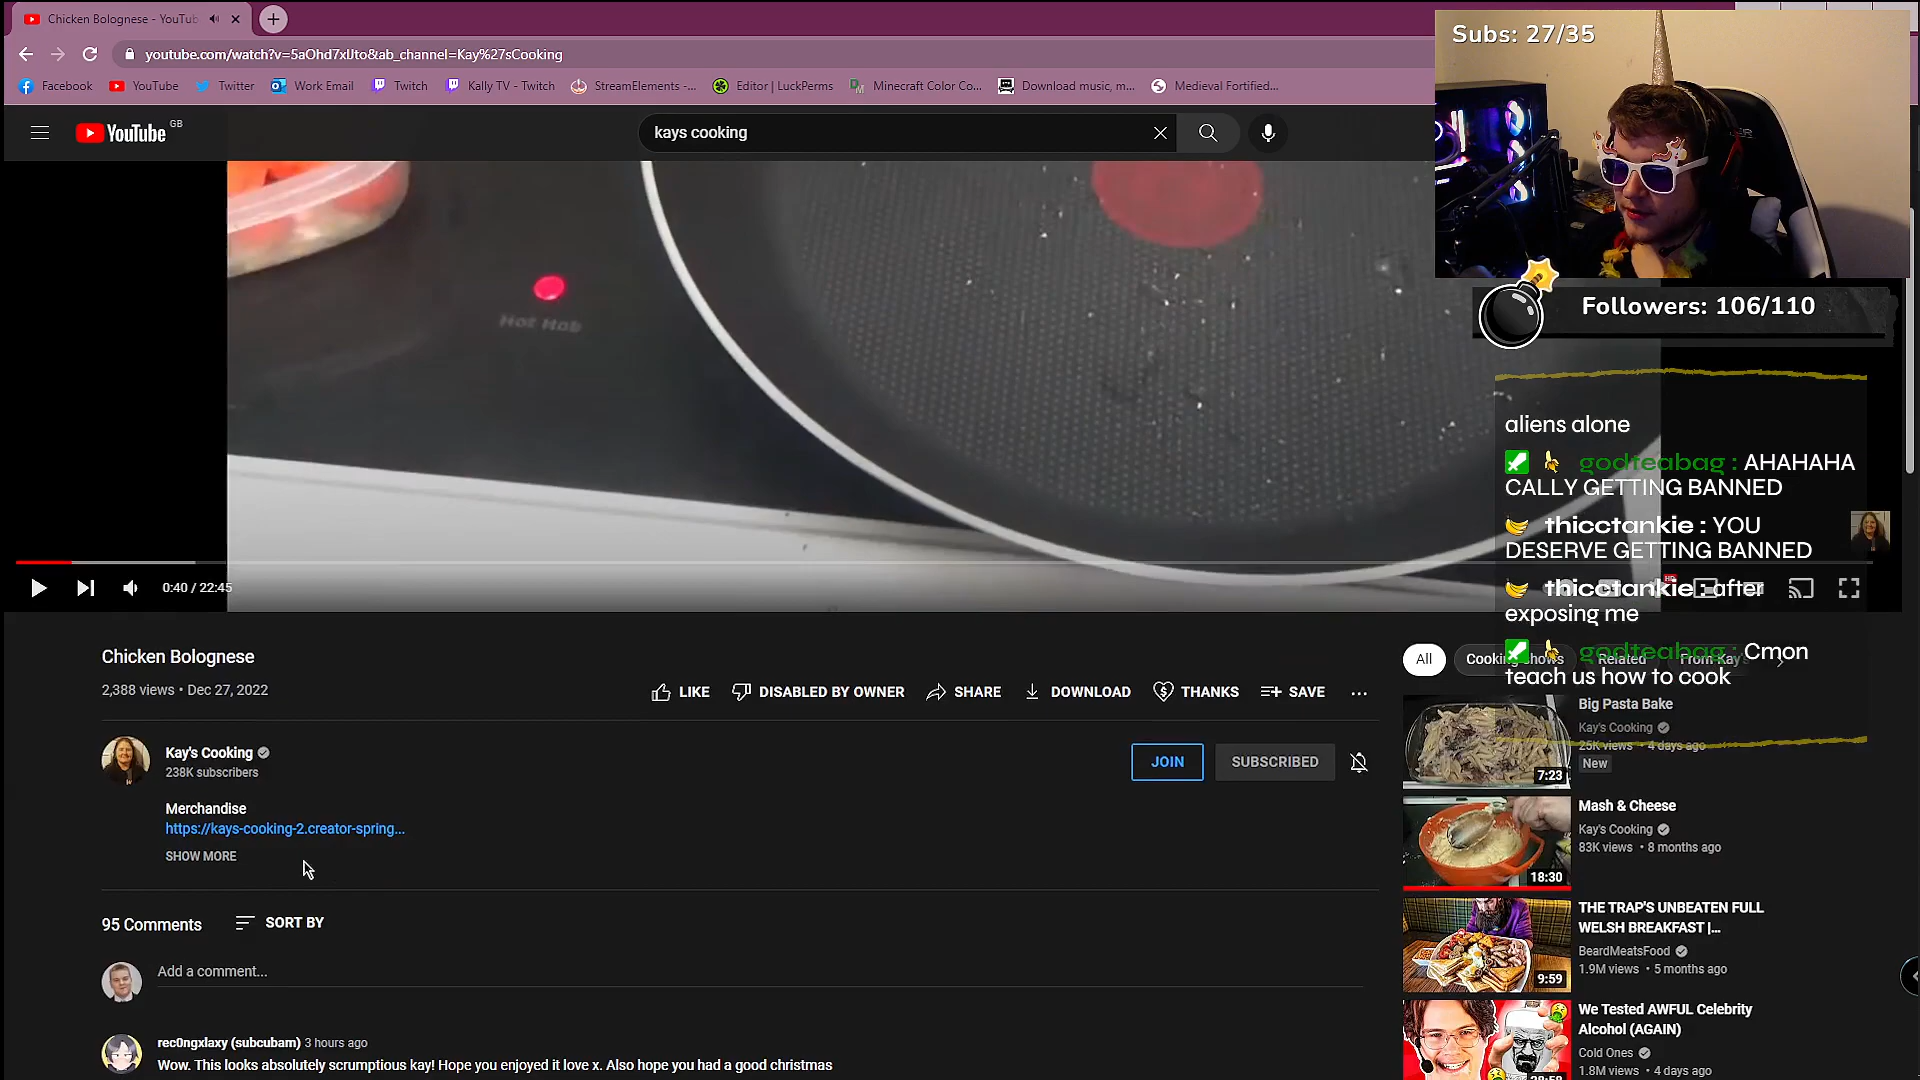 Chicken Bolognese - YouTub
youtube.com/watch?v=5aOhd7xlJto&ab_channel=Kay%27sCooking
Facebook
YouTube
Twitter
Work Email
Twitch
Kally TV - Twitch
StreamElements -...
Editor | LuckPerms
Minecraft Color Co...
Download music, m...
Medieval Fortified...
Subs: 27/35
YouTube GB
kays cooking
Followers: 106/110
Hot Hob
aliens alone
godteabag : AHAHAHA
CALLY GETTING BANNED
thicctankie : YOU
DESERVE GETTING BANNED
thicctankie : after
exposing me
godteabag : Cmon
teach us how to cook
0:40 / 22:45
Chicken Bolognese
2,388 views • Dec 27, 2022
LIKE
DISABLED BY OWNER
SHARE
DOWNLOAD
THANKS
SAVE
Kay's Cooking
238K subscribers
JOIN
SUBSCRIBED
Merchandise
https://kays-cooking-2.creator-spring...
SHOW MORE
95 Comments
SORT BY
Add a comment...
rec0ngxlaxy (subcubam) 3 hours ago
Wow. This looks absolutely scrumptious kay! Hope you enjoyed it love x. Also hope you had a good christmas
All
Cooking shows
Related
From Kay's
Big Pasta Bake
Kay's Cooking
25K views • 4 days ago
New
7:23
Mash & Cheese
Kay's Cooking
83K views • 8 months ago
18:30
THE TRAP'S UNBEATEN FULL
WELSH BREAKFAST |...
BeardMeatsFood
1.9M views • 5 months ago
9:59
We Tested AWFUL Celebrity
Alcohol (AGAIN)
Cold Ones
1.8M views • 4 days ago